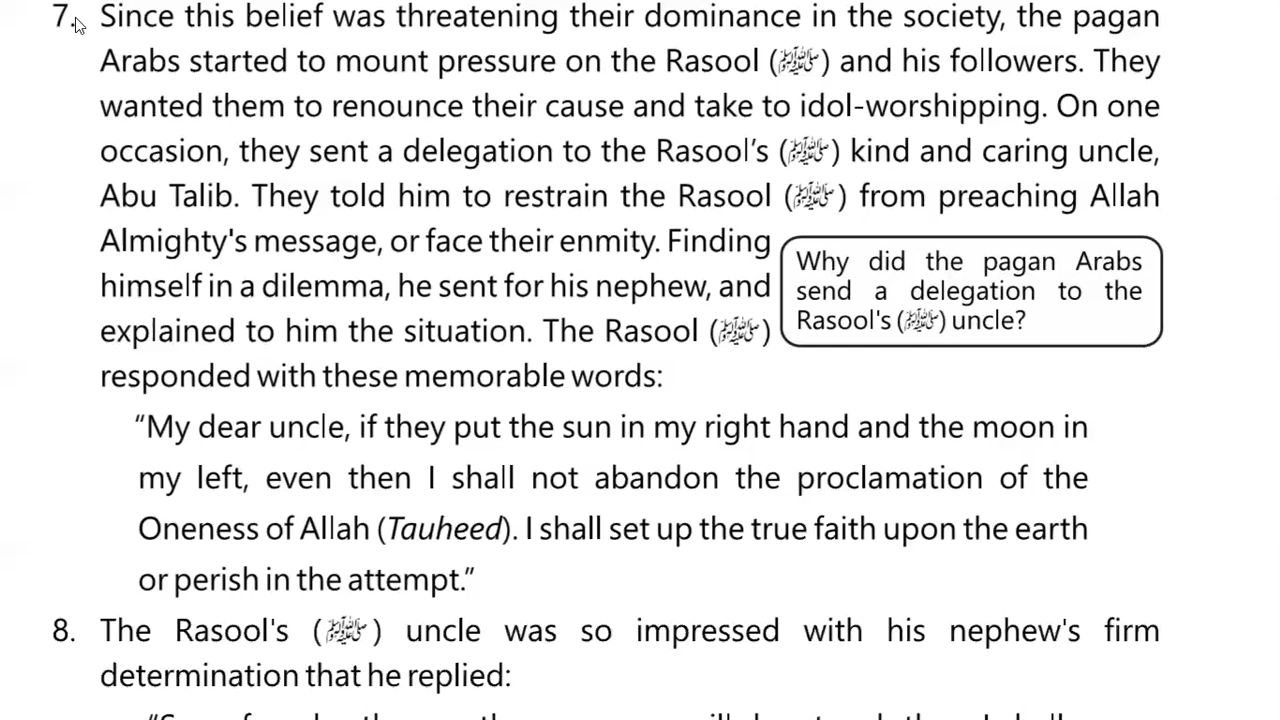 7. Since this belief was threatening their dominance in the society, the pagan
Arabs started to mount pressure on the Rasool (ﷺ) and his followers. They
wanted them to renounce their cause and take to idol-worshipping. On one
occasion, they sent a delegation to the Rasool’s (ﷺ) kind and caring uncle,
Abu Talib. They told him to restrain the Rasool (ﷺ) from preaching Allah
Almighty's message, or face their enmity. Finding
himself in a dilemma, he sent for his nephew, and
explained to him the situation. The Rasool (ﷺ)
responded with these memorable words:
Why did the pagan Arabs
send a delegation to the
Rasool's (ﷺ) uncle?
“My dear uncle, if they put the sun in my right hand and the moon in
my left, even then I shall not abandon the proclamation of the
Oneness of Allah (Tauheed). I shall set up the true faith upon the earth
or perish in the attempt.”
8. The Rasool's (ﷺ) uncle was so impressed with his nephew's firm
determination that he replied: